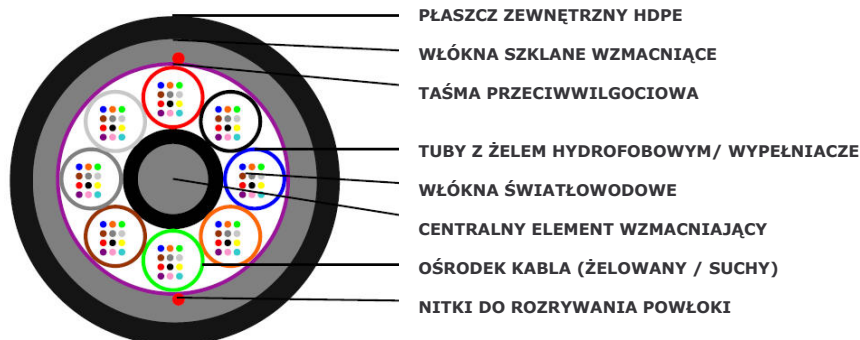 PŁASZCZ ZEWNĘTRZNY HDPE
WŁÓKNA SZKLANE WZMACNIĄCE
TAŚMA PRZECIWWILGOCIOWA
TUBY Z ŻELEM HYDROFOBOWYM/ WYPEŁNIACZE
WŁÓKNA ŚWIATŁOWODOWE
CENTRALNY ELEMENT WZMACNIAJĄCY
OŚRODEK KABLA (ŻELOWANY / SUCHY)
NITKI DO ROZRYWANIA POWŁOKI